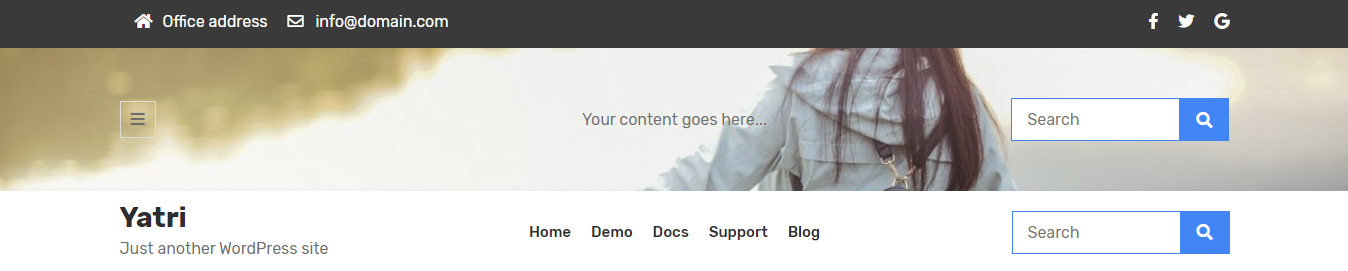 Office address info@domain.com
Your content goes here... Search
Yatri
Just another WordPress site
Home Demo Docs Support Blog
Search